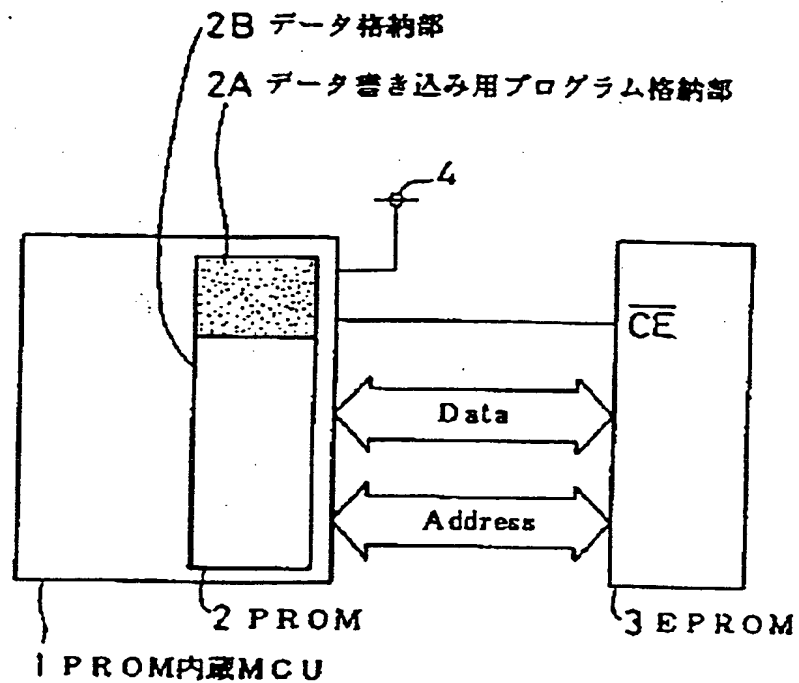 2B データ格納部
2A データ書き込み用プログラム格納部
4
CE
Data
Address
2 PROM
3 EPROM
1 PROM内蔵MCU